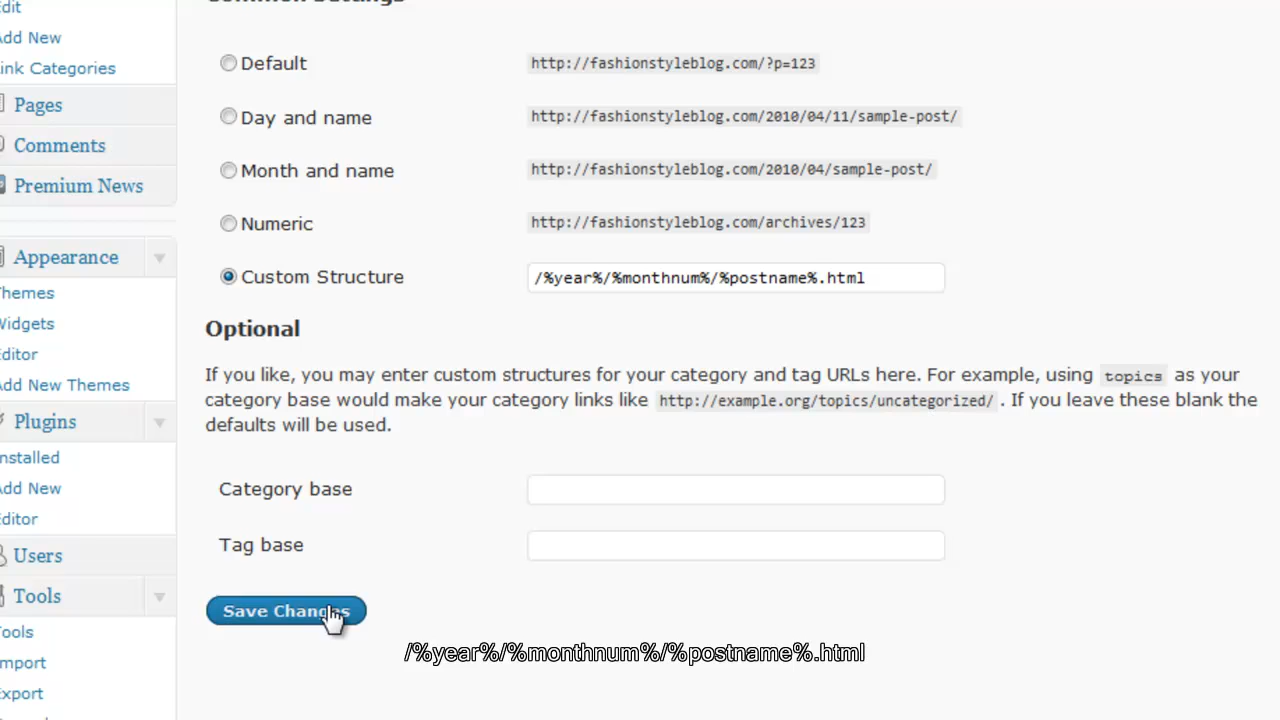 Edit
Add New
Link Categories
Pages
Comments
Premium News
Appearance
Themes
Widgets
Editor
Add New Themes
Plugins
Installed
Add New
Editor
Users
Tools
Tools
Import
Export
Common Settings
Default http://fashionstyleblog.com/?p=123
Day and name http://fashionstyleblog.com/2010/04/11/sample-post/
Month and name http://fashionstyleblog.com/2010/04/sample-post/
Numeric http://fashionstyleblog.com/archives/123
Custom Structure /%year%/%monthnum%/%postname%.html
Optional
If you like, you may enter custom structures for your category and tag URLs here. For example, using topics as your
category base would make your category links like http://example.org/topics/uncategorized/ . If you leave these blank the
defaults will be used.
Category base
Tag base
Save Changes
/%year%/%monthnum%/%postname%.html